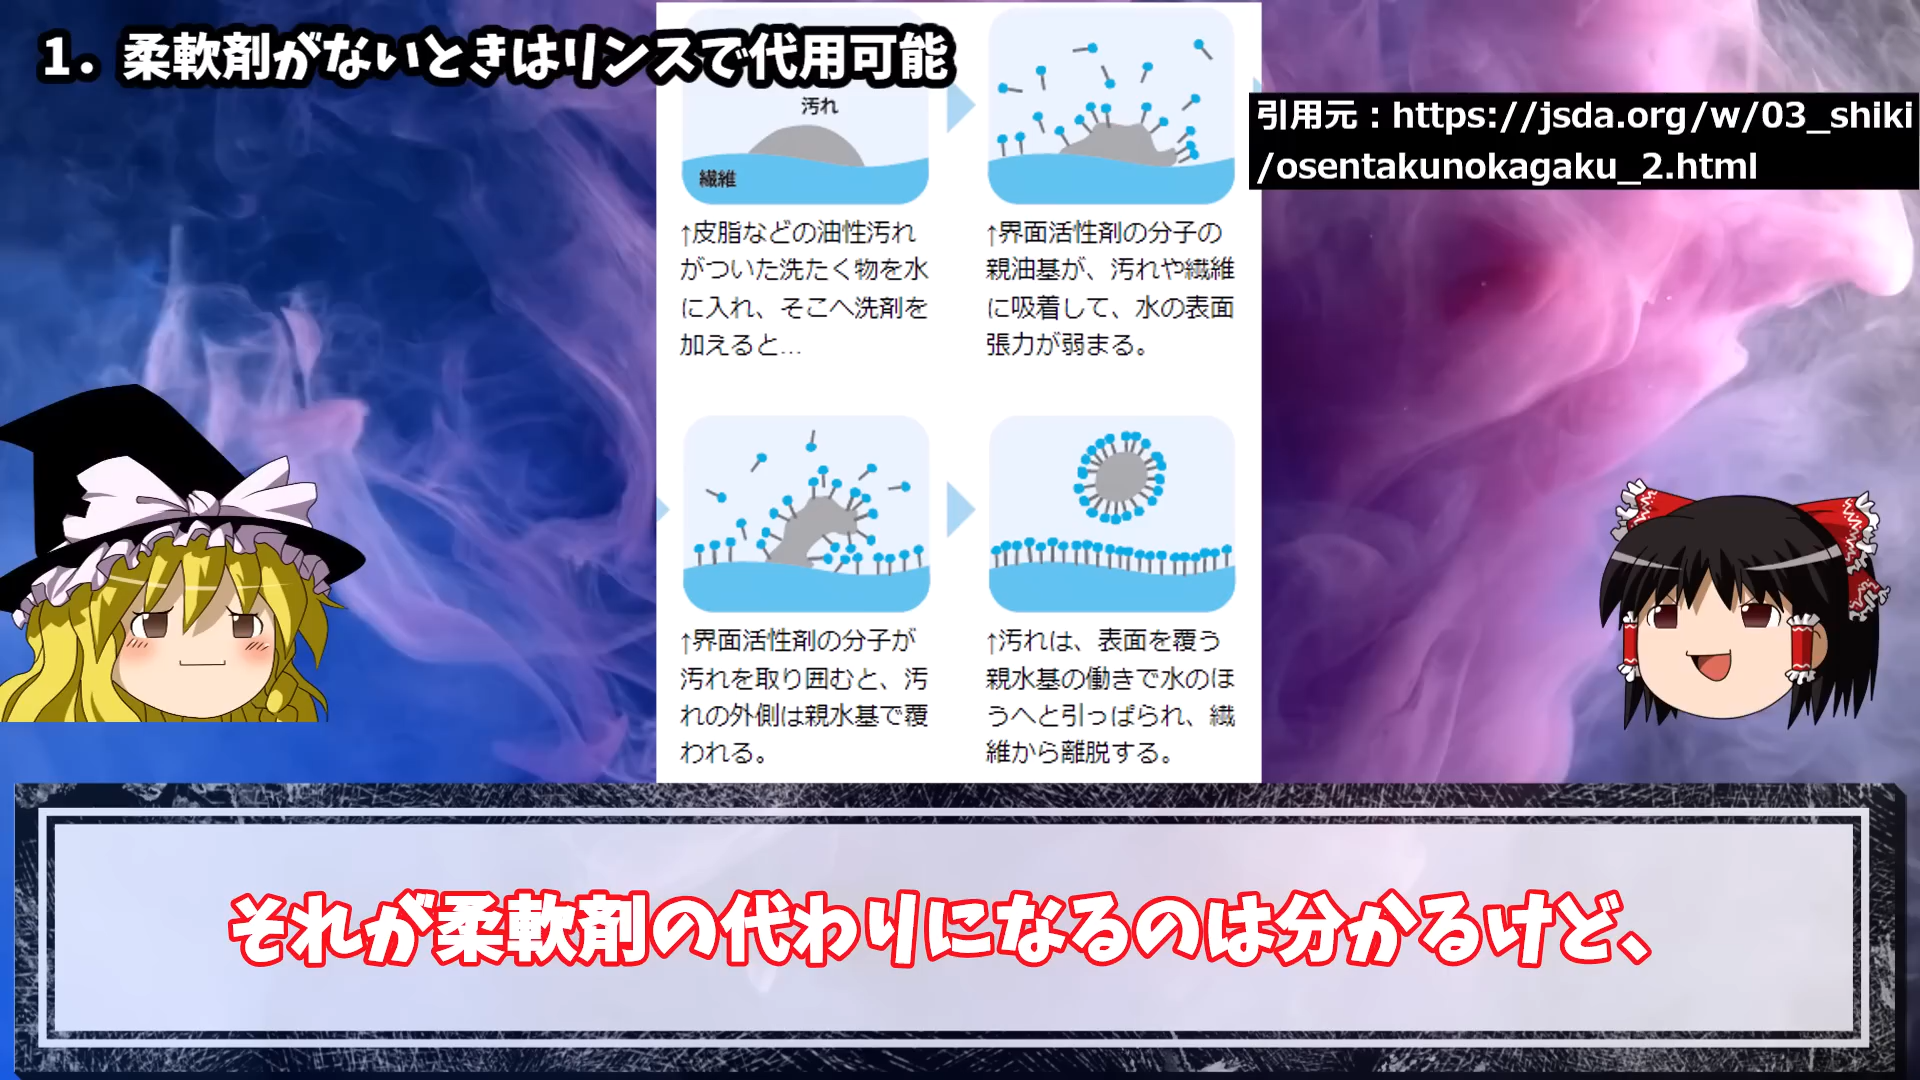 1. 柔軟剤がないときはリンスで代用可能
引用元：https://jsda.org/w/03_shiki
/osentakunokagaku_2.html
汚れ
繊維
↑皮脂などの油性汚れ
がついた洗たく物を水
に入れ、そこへ洗剤を
加えると…
↑界面活性剤の分子の
親油基が、汚れや繊維
に吸着して、水の表面
張力が弱まる。
↑界面活性剤の分子が
汚れを取り囲むと、汚
れの外側は親水基で覆
われる。
↑汚れは、表面を覆う
親水基の働きで水のほ
うへと引っぱられ、繊
維から離脱する。
それが柔軟剤の代わりになるのは分かるけど、